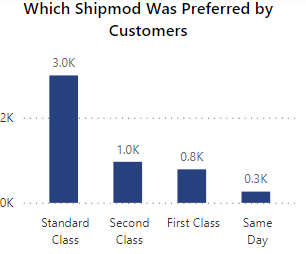 Which Shipmod Was Preferred by
Customers
3.0K
2K
1.0K
0.8K
0.3K
0K
Standard
Class
Second
Class
First Class
Same
Day